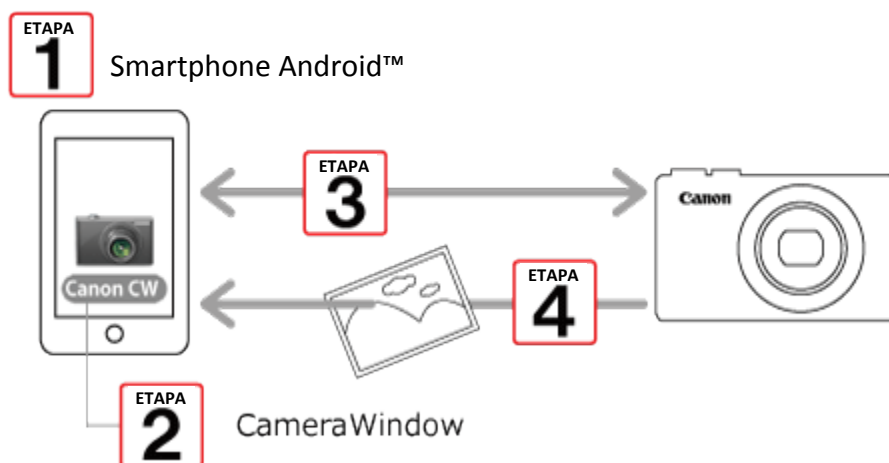 ETAPA
1
Smartphone Android™
ETAPA
3
Canon
Canon CW
ETAPA
4
ETAPA
2
CameraWindow